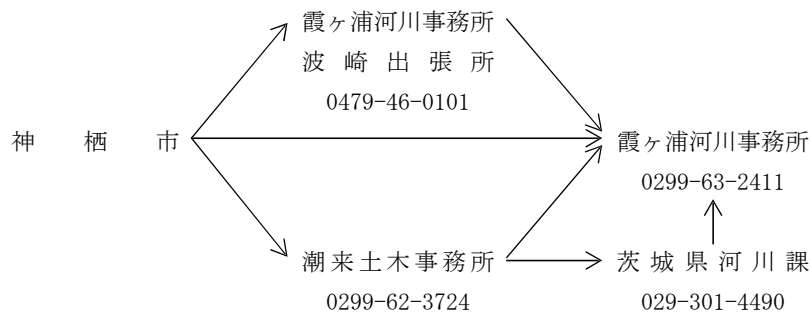 霞ヶ浦河川事務所
波崎出張所
0479-46-0101
神栖市
霞ヶ浦河川事務所
0299-63-2411
潮来土木事務所
0299-62-3724
茨城県河川課
029-301-4490